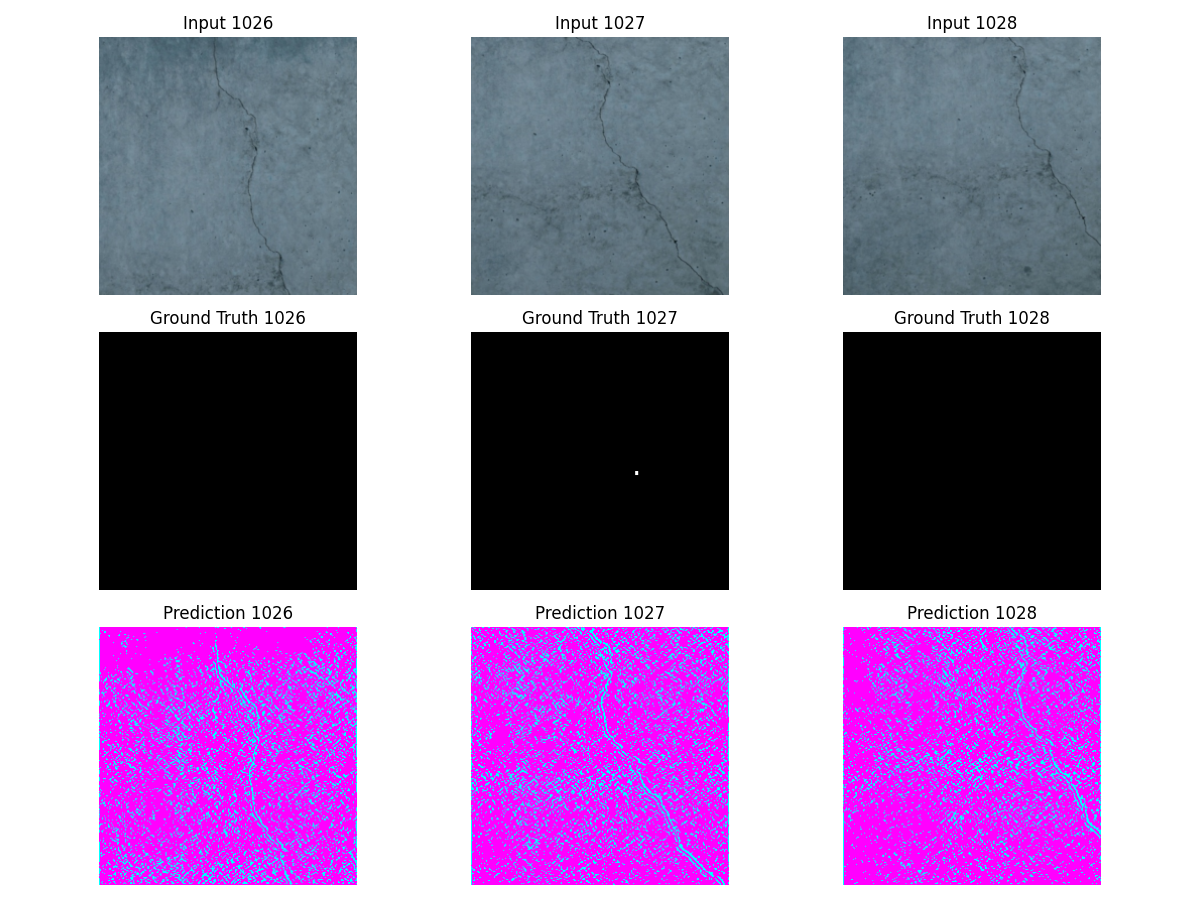 Input 1026
Input 1027
Input 1028
Ground Truth 1026
Ground Truth 1027
Ground Truth 1028
Prediction 1026
Prediction 1027
Prediction 1028